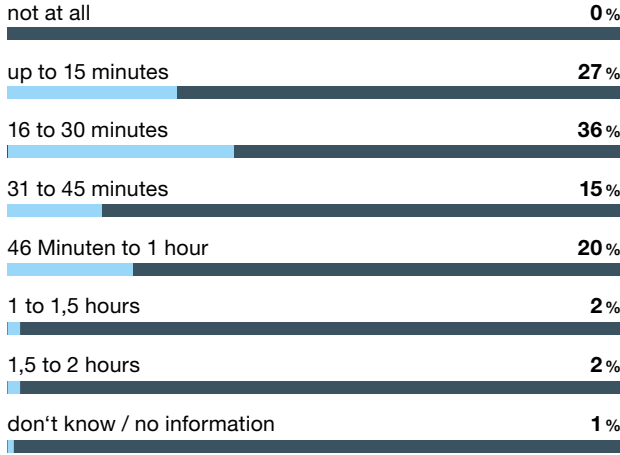 not at all 0 %
up to 15 minutes 27 %
16 to 30 minutes 36 %
31 to 45 minutes 15 %
46 Minuten to 1 hour 20 %
1 to 1,5 hours 2 %
1,5 to 2 hours 2 %
don‘t know / no information 1 %